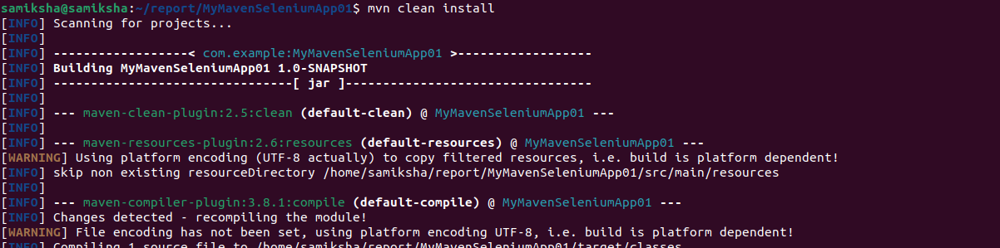 samiksha@samiksha:~/report/MyMavenSeleniumApp01$ mvn clean install
[INFO] Scanning for projects...
[INFO]
[INFO] ------------------< com.example:MyMavenSeleniumApp01 >------------------
[INFO] Building MyMavenSeleniumApp01 1.0-SNAPSHOT
[INFO] --------------------------------[ jar ]---------------------------------
[INFO]
[INFO] --- maven-clean-plugin:2.5:clean (default-clean) @ MyMavenSeleniumApp01 ---
[INFO]
[INFO] --- maven-resources-plugin:2.6:resources (default-resources) @ MyMavenSeleniumApp01 ---
[WARNING] Using platform encoding (UTF-8 actually) to copy filtered resources, i.e. build is platform dependent!
[INFO] skip non existing resourceDirectory /home/samiksha/report/MyMavenSeleniumApp01/src/main/resources
[INFO]
[INFO] --- maven-compiler-plugin:3.8.1:compile (default-compile) @ MyMavenSeleniumApp01 ---
[INFO] Changes detected - recompiling the module!
[WARNING] File encoding has not been set, using platform encoding UTF-8, i.e. build is platform dependent!
[INFO] Compiling 1 source file to /home/samiksha/report/MyMavenSeleniumApp01/target/classes